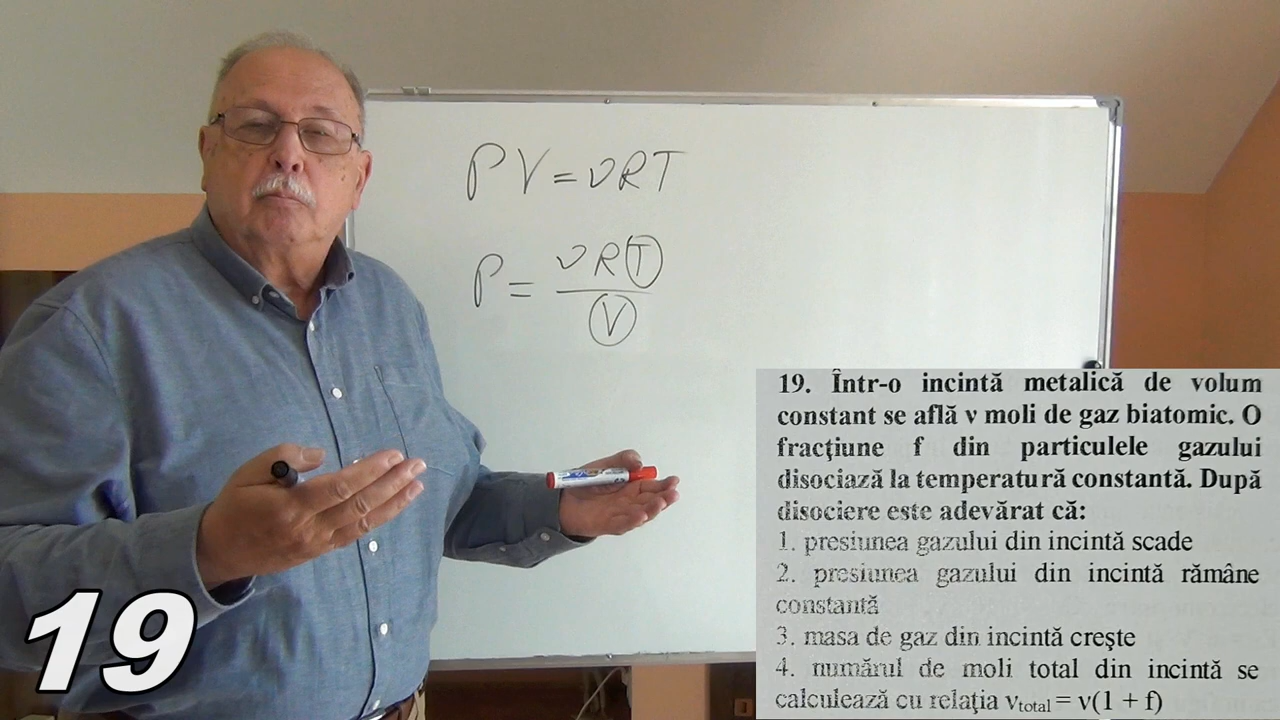 PV = νRT
P = νRT
V
19. Într-o incintă metalică de volum
constant se află ν moli de gaz biatomic. O
fracţiune f din particulele gazului
disociază la temperatură constantă. După
disociere este adevărat că:
1. presiunea gazului din incintă scade
2. presiunea gazului din incintă rămâne
constantă
3. masa de gaz din incintă creşte
4. numărul de moli total din incintă se
calculează cu relaţia νtotal = ν(1 + f)
19